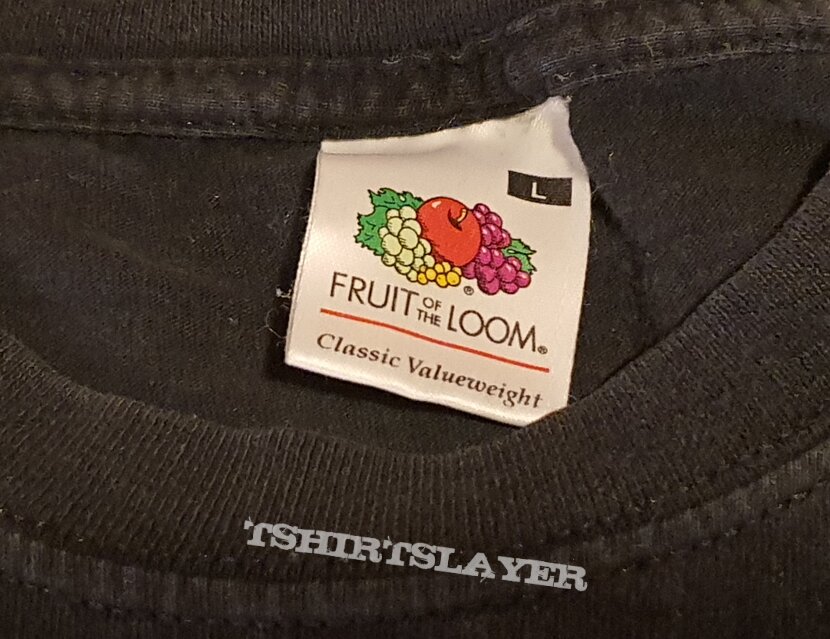 L
FRUIT OF THE LOOM®
Classic Valueweight
TSHIRTSLAYER